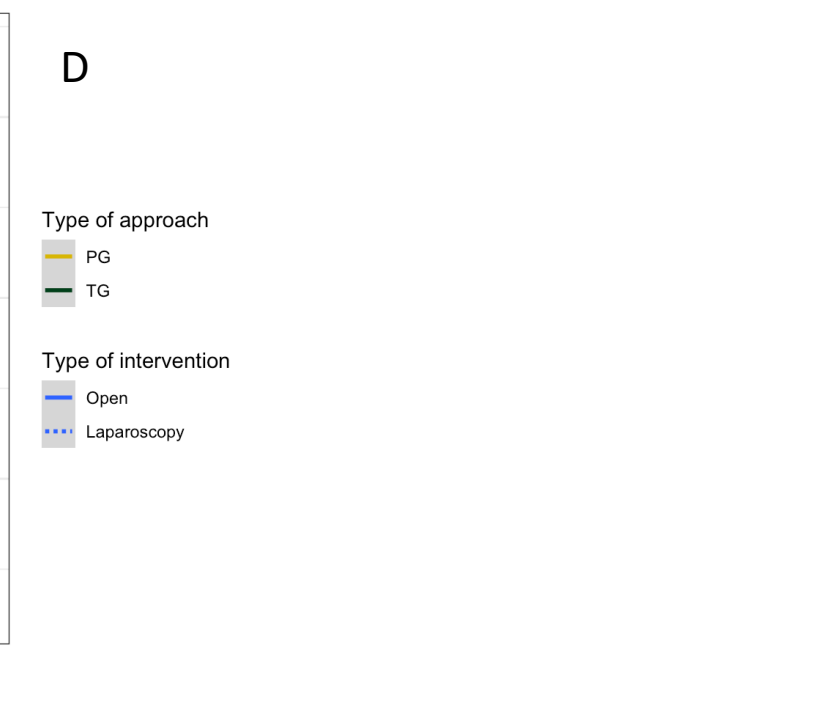 D
Type of approach
PG
TG
Type of intervention
Open
Laparoscopy